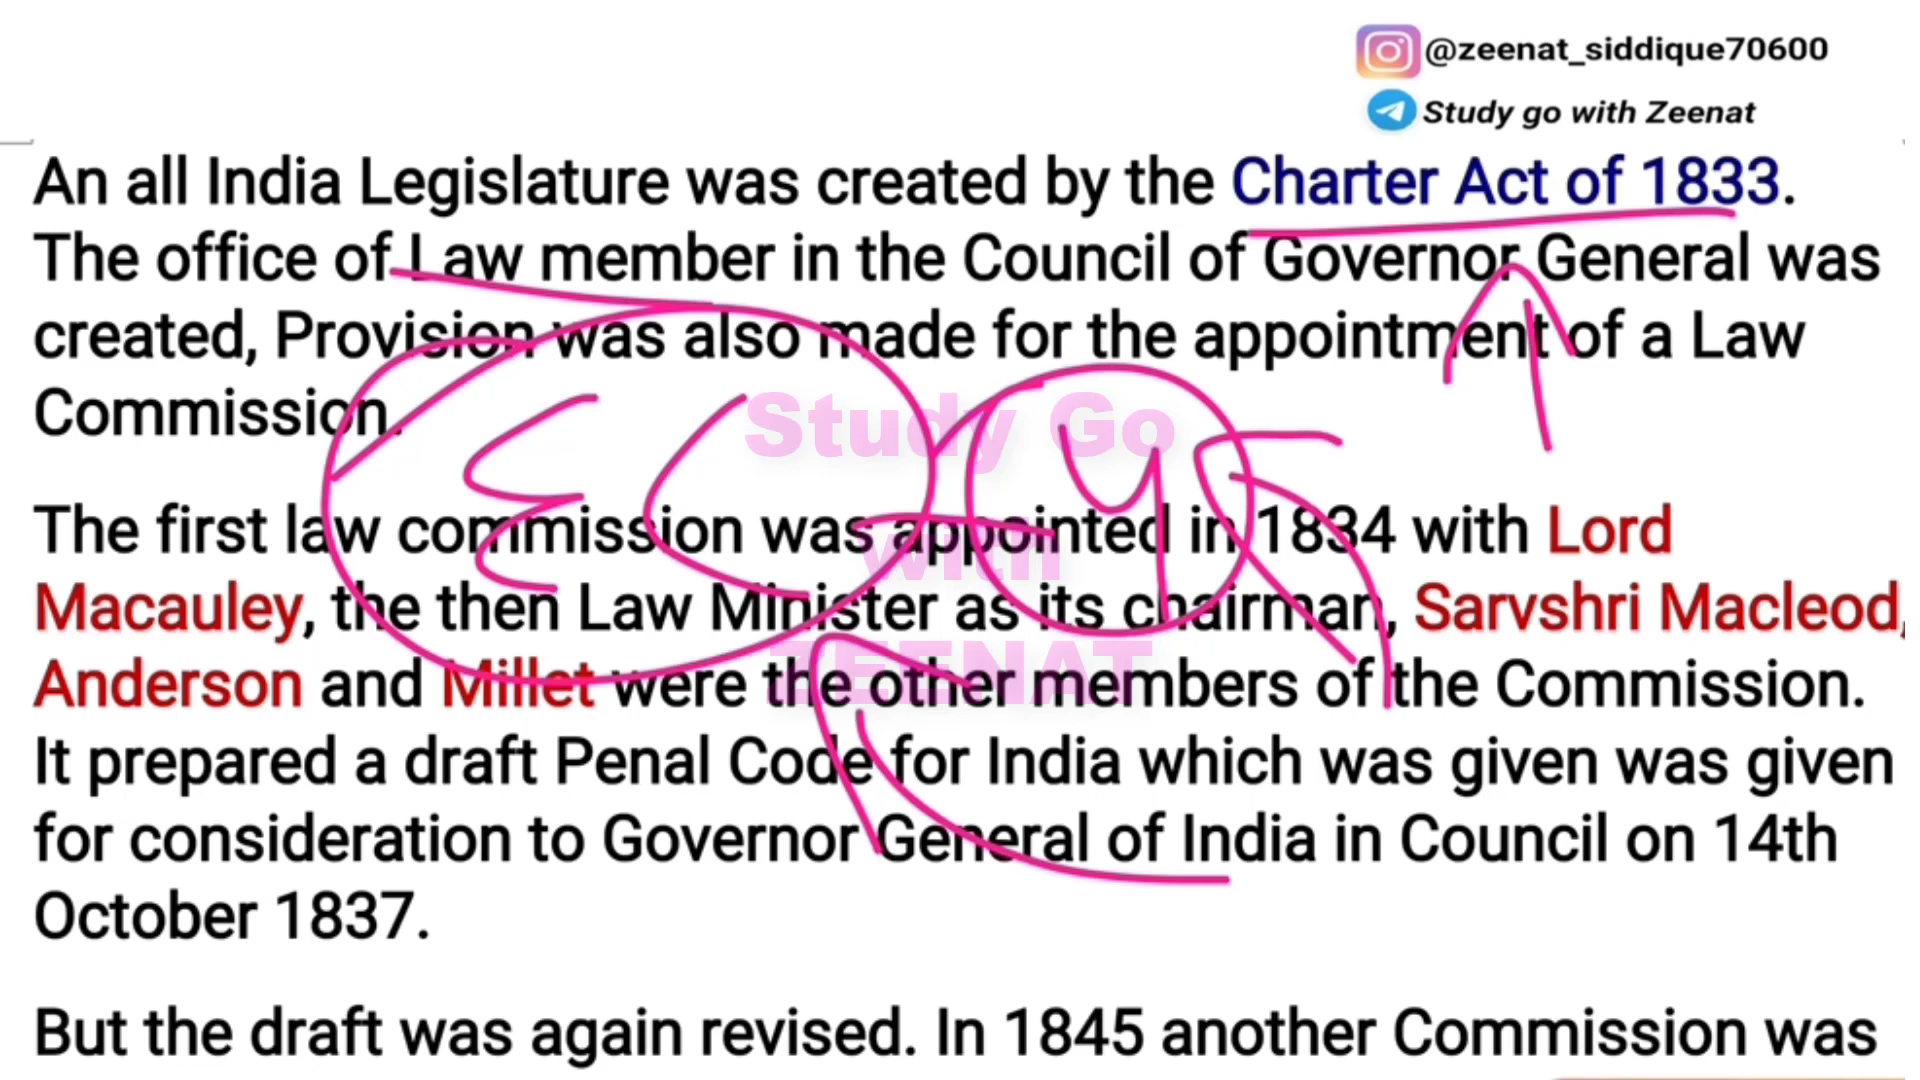 @zeenat_siddique70600
Study go with Zeenat
An all India Legislature was created by the Charter Act of 1833.
The office of Law member in the Council of Governor General was
created, Provision was also made for the appointment of a Law
Commission.
Study Go
with
ZEENAT
EC
The first law commission was appointed in 1834 with Lord
Macauley, the then Law Minister as its chairman, Sarvshri Macleod,
Anderson and Millet were the other members of the Commission.
It prepared a draft Penal Code for India which was given was given
for consideration to Governor General of India in Council on 14th
October 1837.
But the draft was again revised. In 1845 another Commission was